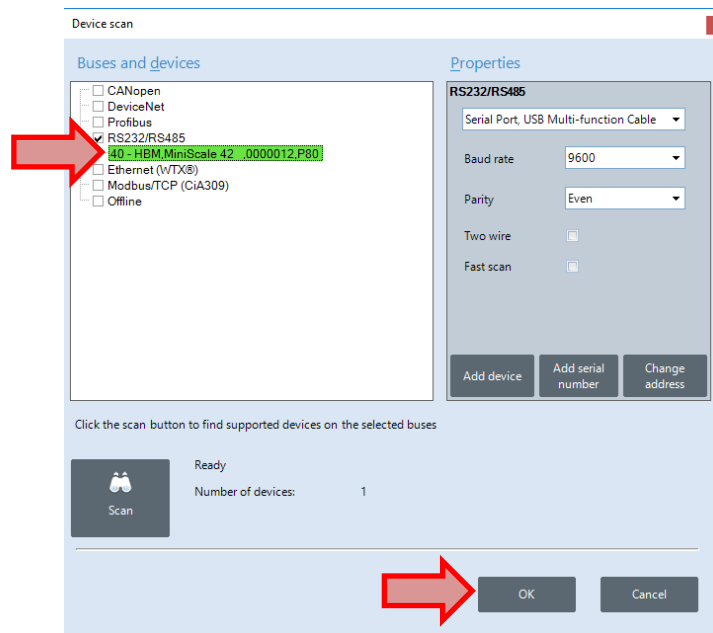 Device scan
Buses and devices
CANopen
DeviceNet
Profibus
RS232/RS485
40 - HBM,MiniScale 42 ,0000012,P80
Ethernet (WTX®)
Modbus/TCP (CiA309)
Offline
Properties
RS232/RS485
Serial Port, USB Multi-function Cable
Baud rate
9600
Parity
Even
Two wire
Fast scan
Add device
Add serial
number
Change
address
Click the scan button to find supported devices on the selected buses
Scan
Ready
Number of devices: 1
OK
Cancel